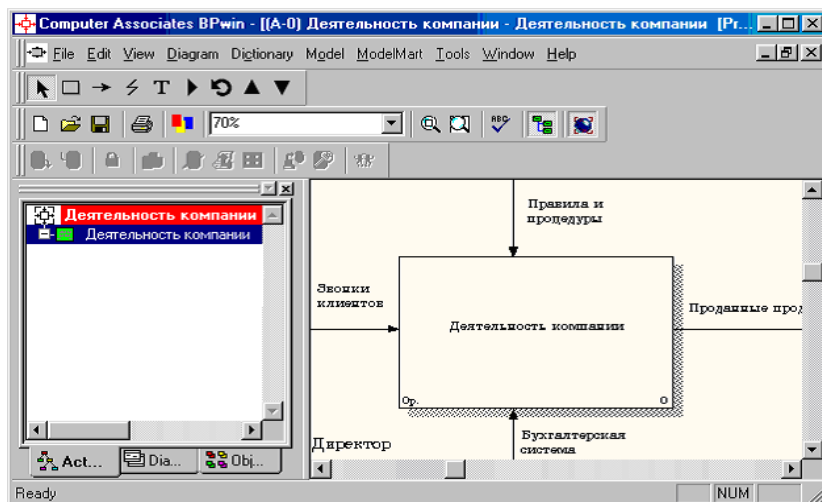 Computer Associates BPwin - [(A-0) Деятельность компании - Деятельность компании [Pr...
File Edit View Diagram Dictionary Model ModelMart Tools Window Help
T
70%
ABC
Деятельность компании
Деятельность компании
Правила и
процедуры
Звонки
клиентов
Деятельность компании
Проданные прод
0р.
0
Директор
Бухгалтерская
система
Act... Dia... Obj...
Ready
NUM